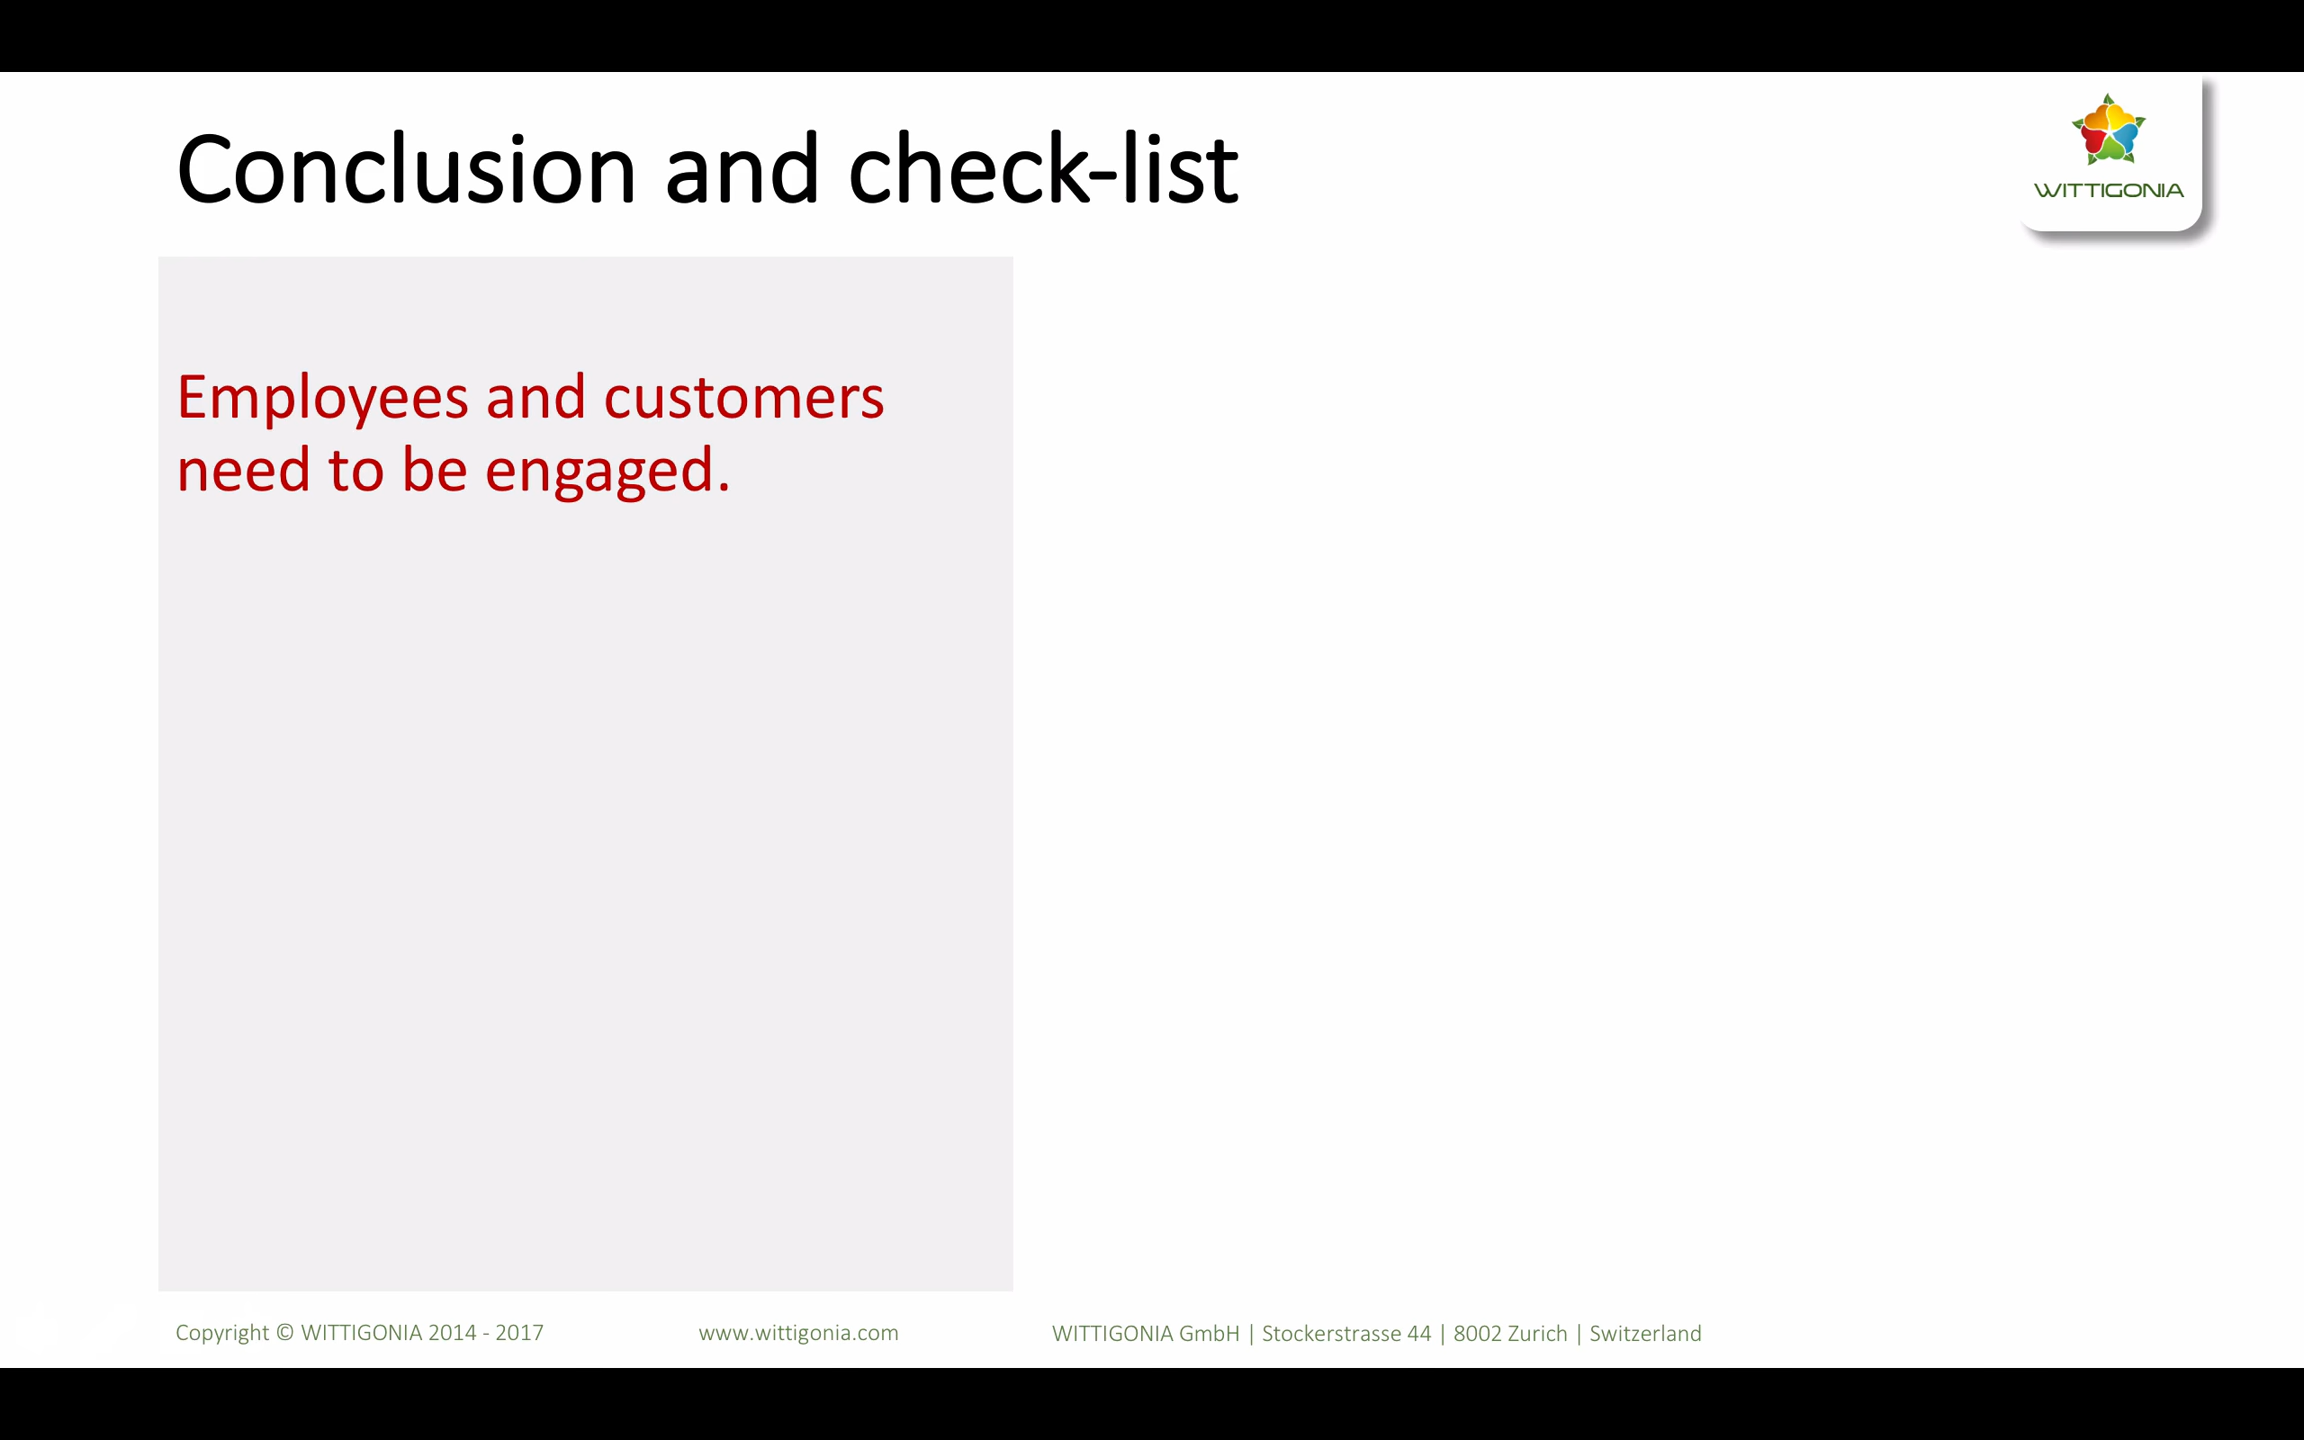 Conclusion and check-list
WITTIGONIA
Employees and customers
need to be engaged.
Copyright © WITTIGONIA 2014 - 2017
www.wittigonia.com
WITTIGONIA GmbH | Stockerstrasse 44 | 8002 Zurich | Switzerland